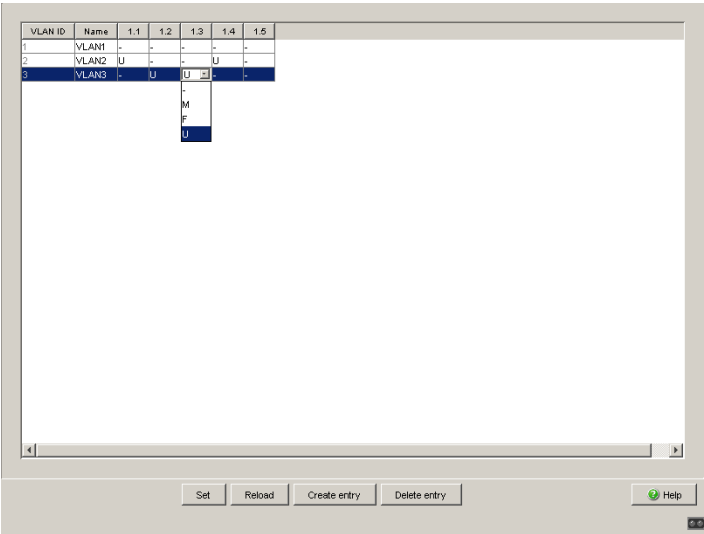 VLAN ID Name 1.1 1.2 1.3 1.4 1.5
1 VLAN1 - - - - -
2 VLAN2 U - - U -
3 VLAN3 - U U - -
-
M
F
U
Set Reload Create entry Delete entry Help